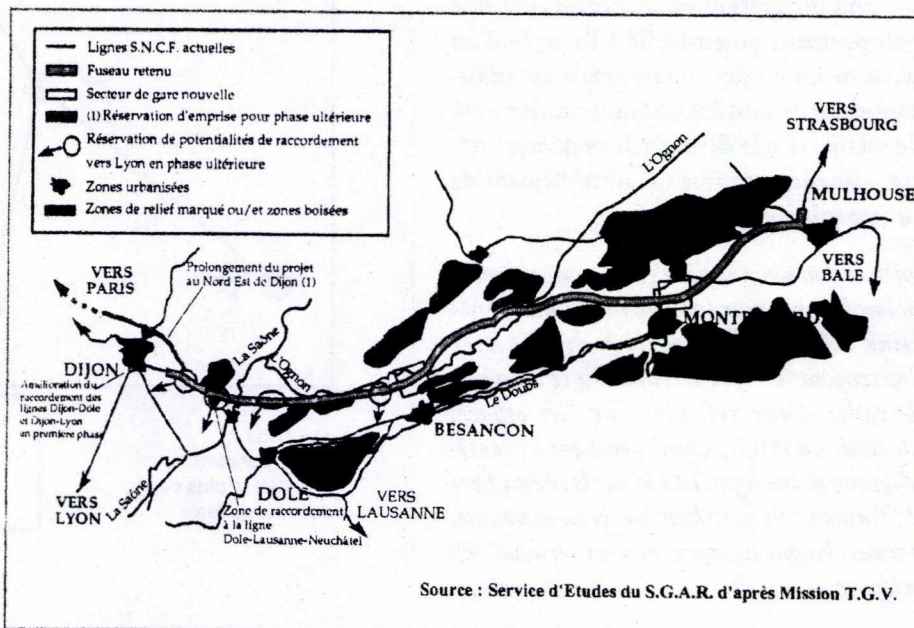 Lignes S.N.C.F. actuelles
Fuseau retenu
Secteur de gare nouvelle
(1) Réservation d'emprise pour phase ultérieure
Réservation de potentialités de raccordement
vers Lyon en phase ultérieure
Zones urbanisées
Zones de relief marqué ou/et zones boisées
VERS
STRASBOURG
L'Ognon
MULHOUSE
VERS
BALE
VERS
PARIS
Prolongement du projet
au Nord Est de Dijon (1)
La Saône
L'Ognon
DIJON
Amélioration du
raccordement des
lignes Dijon-Dole
et Dijon-Lyon
en première phase
Le Doubs
BESANCON
VERS
LYON
La Saône
DOLE
Zone de raccordement
à la ligne
Dole-Lausanne-Neuchâtel
VERS
LAUSANNE
Source : Service d'Etudes du S.G.A.R. d'après Mission T.G.V.